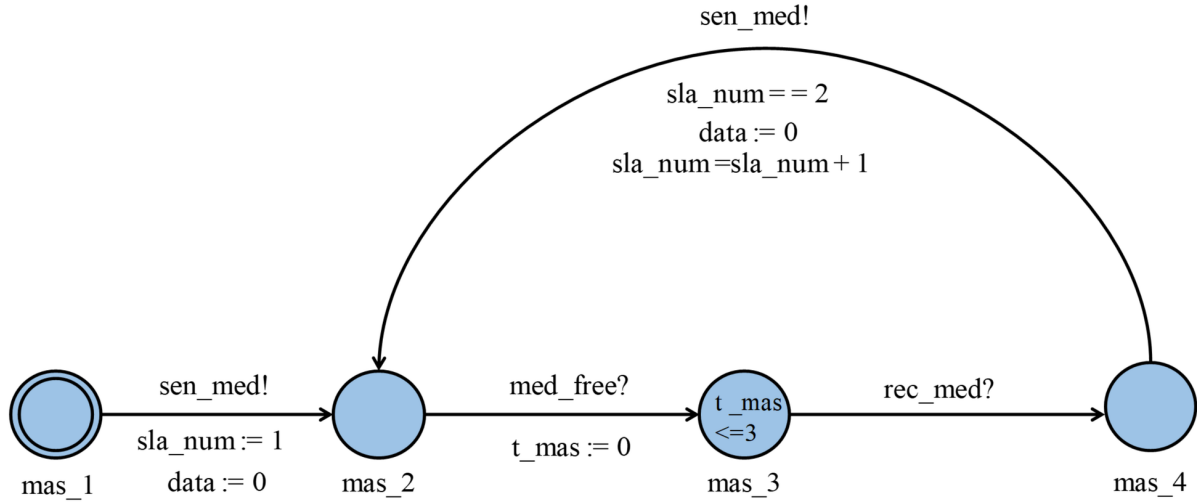 sen_med!
sla_num = = 2
data := 0
sla_num =sla_num + 1
sen_med!
sla_num := 1
data := 0
med_free?
t_mas := 0
t _mas
<=3
rec_med?
mas_1
mas_2
mas_3
mas_4